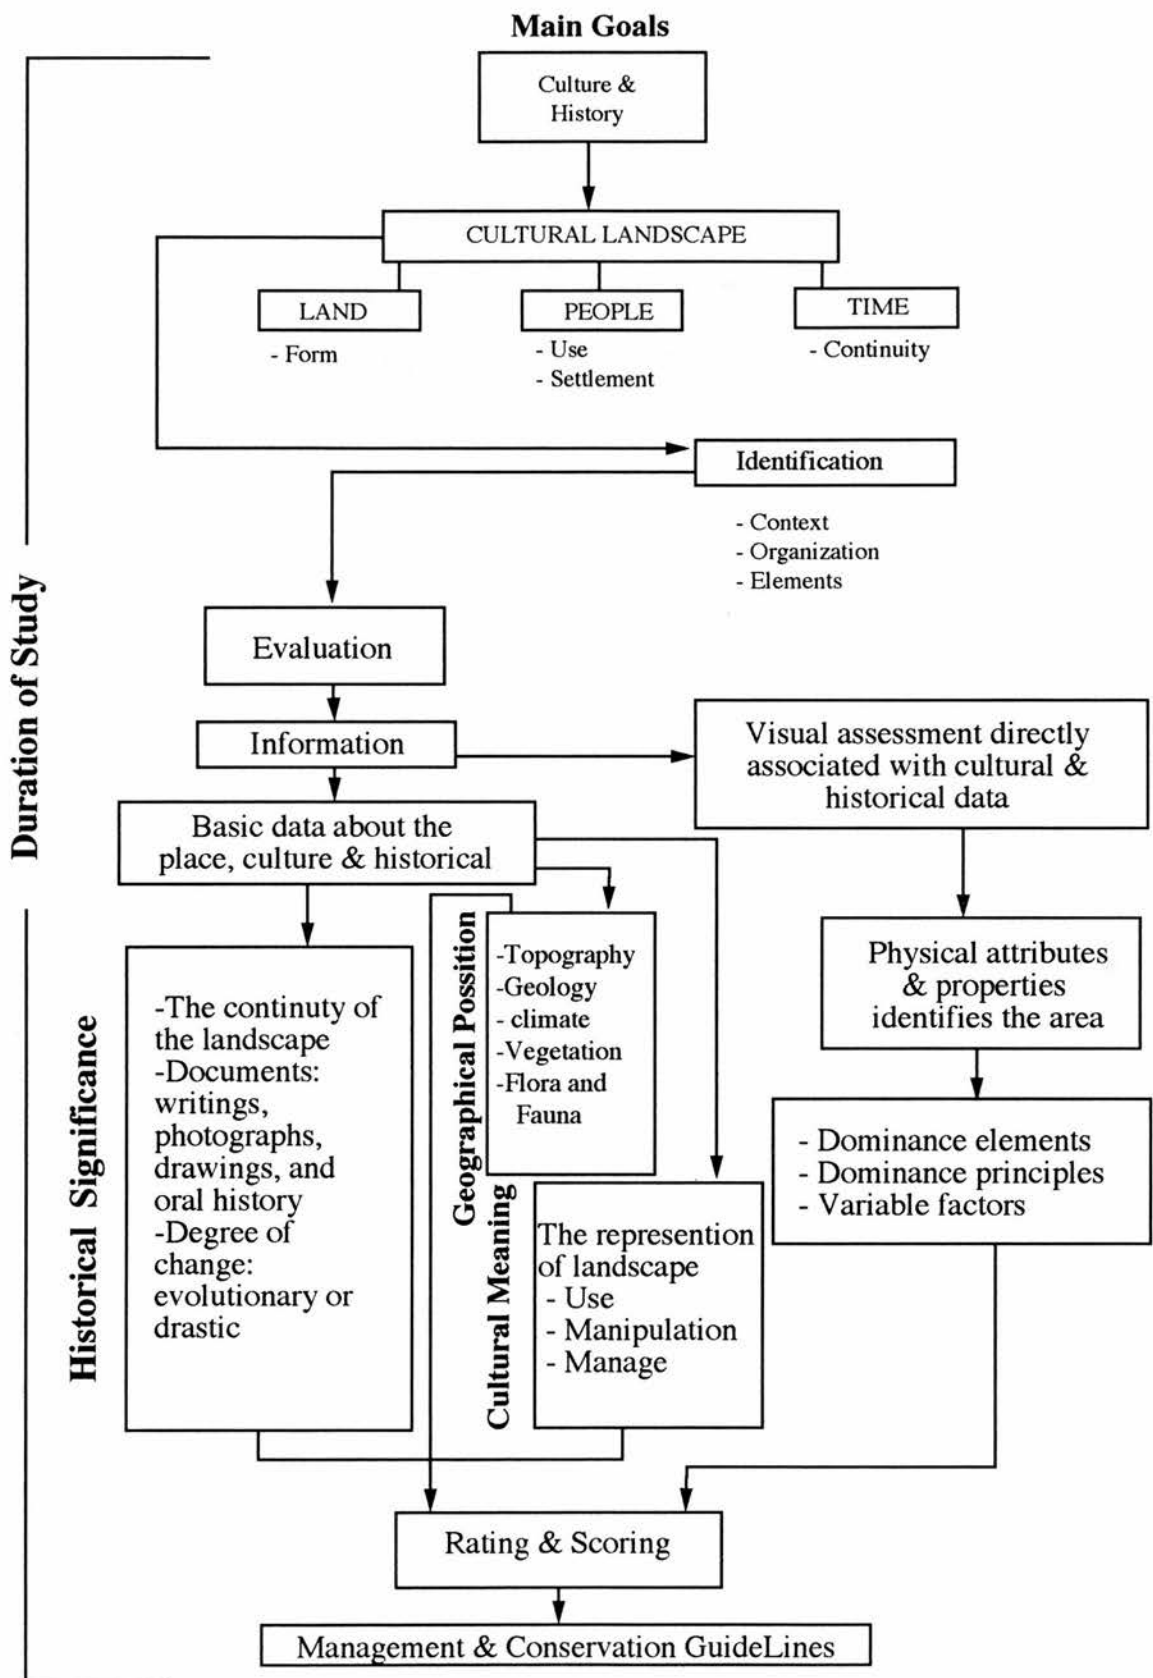 Main Goals
Culture &
History
CULTURAL LANDSCAPE
LAND
- Form
PEOPLE
- Use
- Settlement
TIME
- Continuity
Identification
- Context
- Organization
- Elements
Duration of Study
Evaluation
Information
Visual assessment directly
associated with cultural &
historical data
Basic data about the
place, culture & historical
Historical Significance
-The continuty of
the landscape
-Documents:
writings,
photographs,
drawings, and
oral history
-Degree of
change:
evolutionary or
drastic
Geographical Possition
-Topography
-Geology
- climate
-Vegetation
-Flora and
Fauna
Cultural Meaning
The represention
of landscape
- Use
- Manipulation
- Manage
Physical attributes
& properties
identifies the area
- Dominance elements
- Dominance principles
- Variable factors
Rating & Scoring
Management & Conservation GuideLines